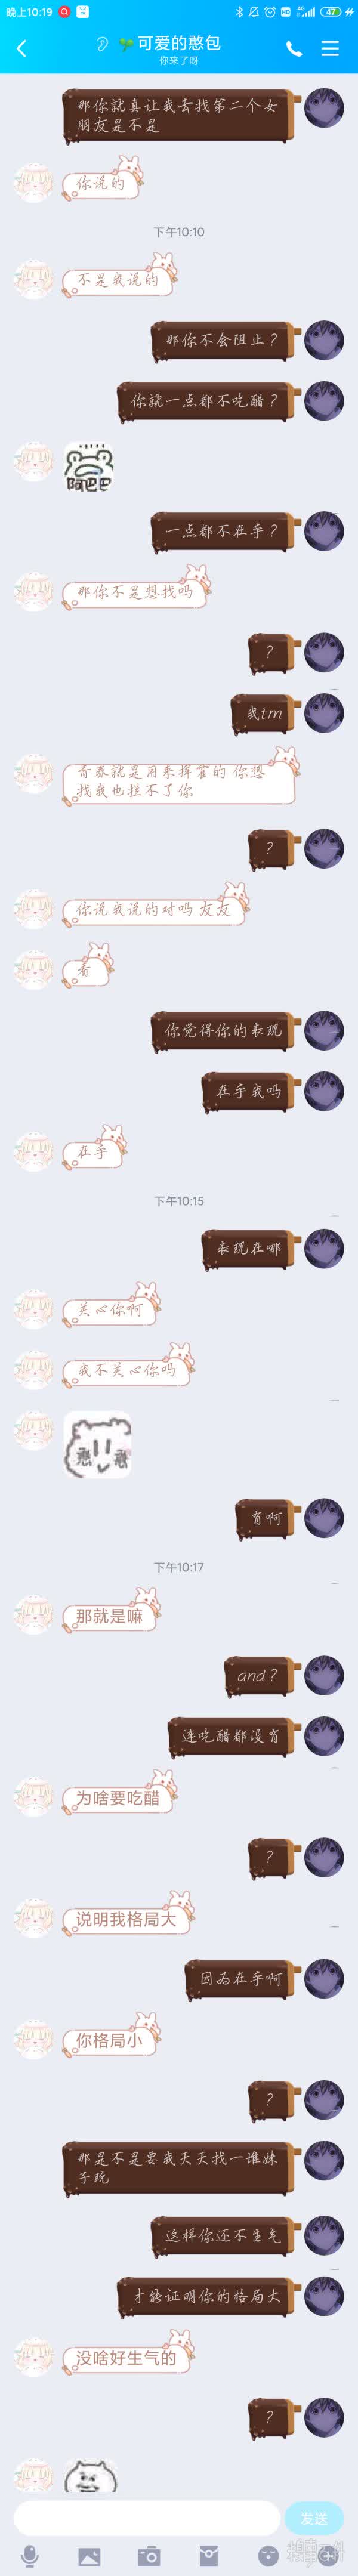 晚上10:19
47
可爱的憨包
你来了呀
那你就真让我去找第二个女
朋友是不是
你说的
下午10:10
不是我说的
那你不会阻止？
你就一点都不吃醋？
阿巴巴
一点都不在乎？
那你不是想找吗
？
我tm
青春就是用来挥霍的 你想
找我也拦不了你
？
你说我说的对吗 友友
看
你觉得你的表现
在乎我吗
在乎
下午10:15
表现在哪
关心你啊
我不关心你吗
憨 憨
有啊
下午10:17
那就是嘛
and？
连吃醋都没有
为啥要吃醋
？
说明我格局大
因为在乎啊
你格局小
？
那是不是要我天天找一堆妹
子玩
这样你还不生气
才能证明你的格局大
没啥好生气的
？
发送